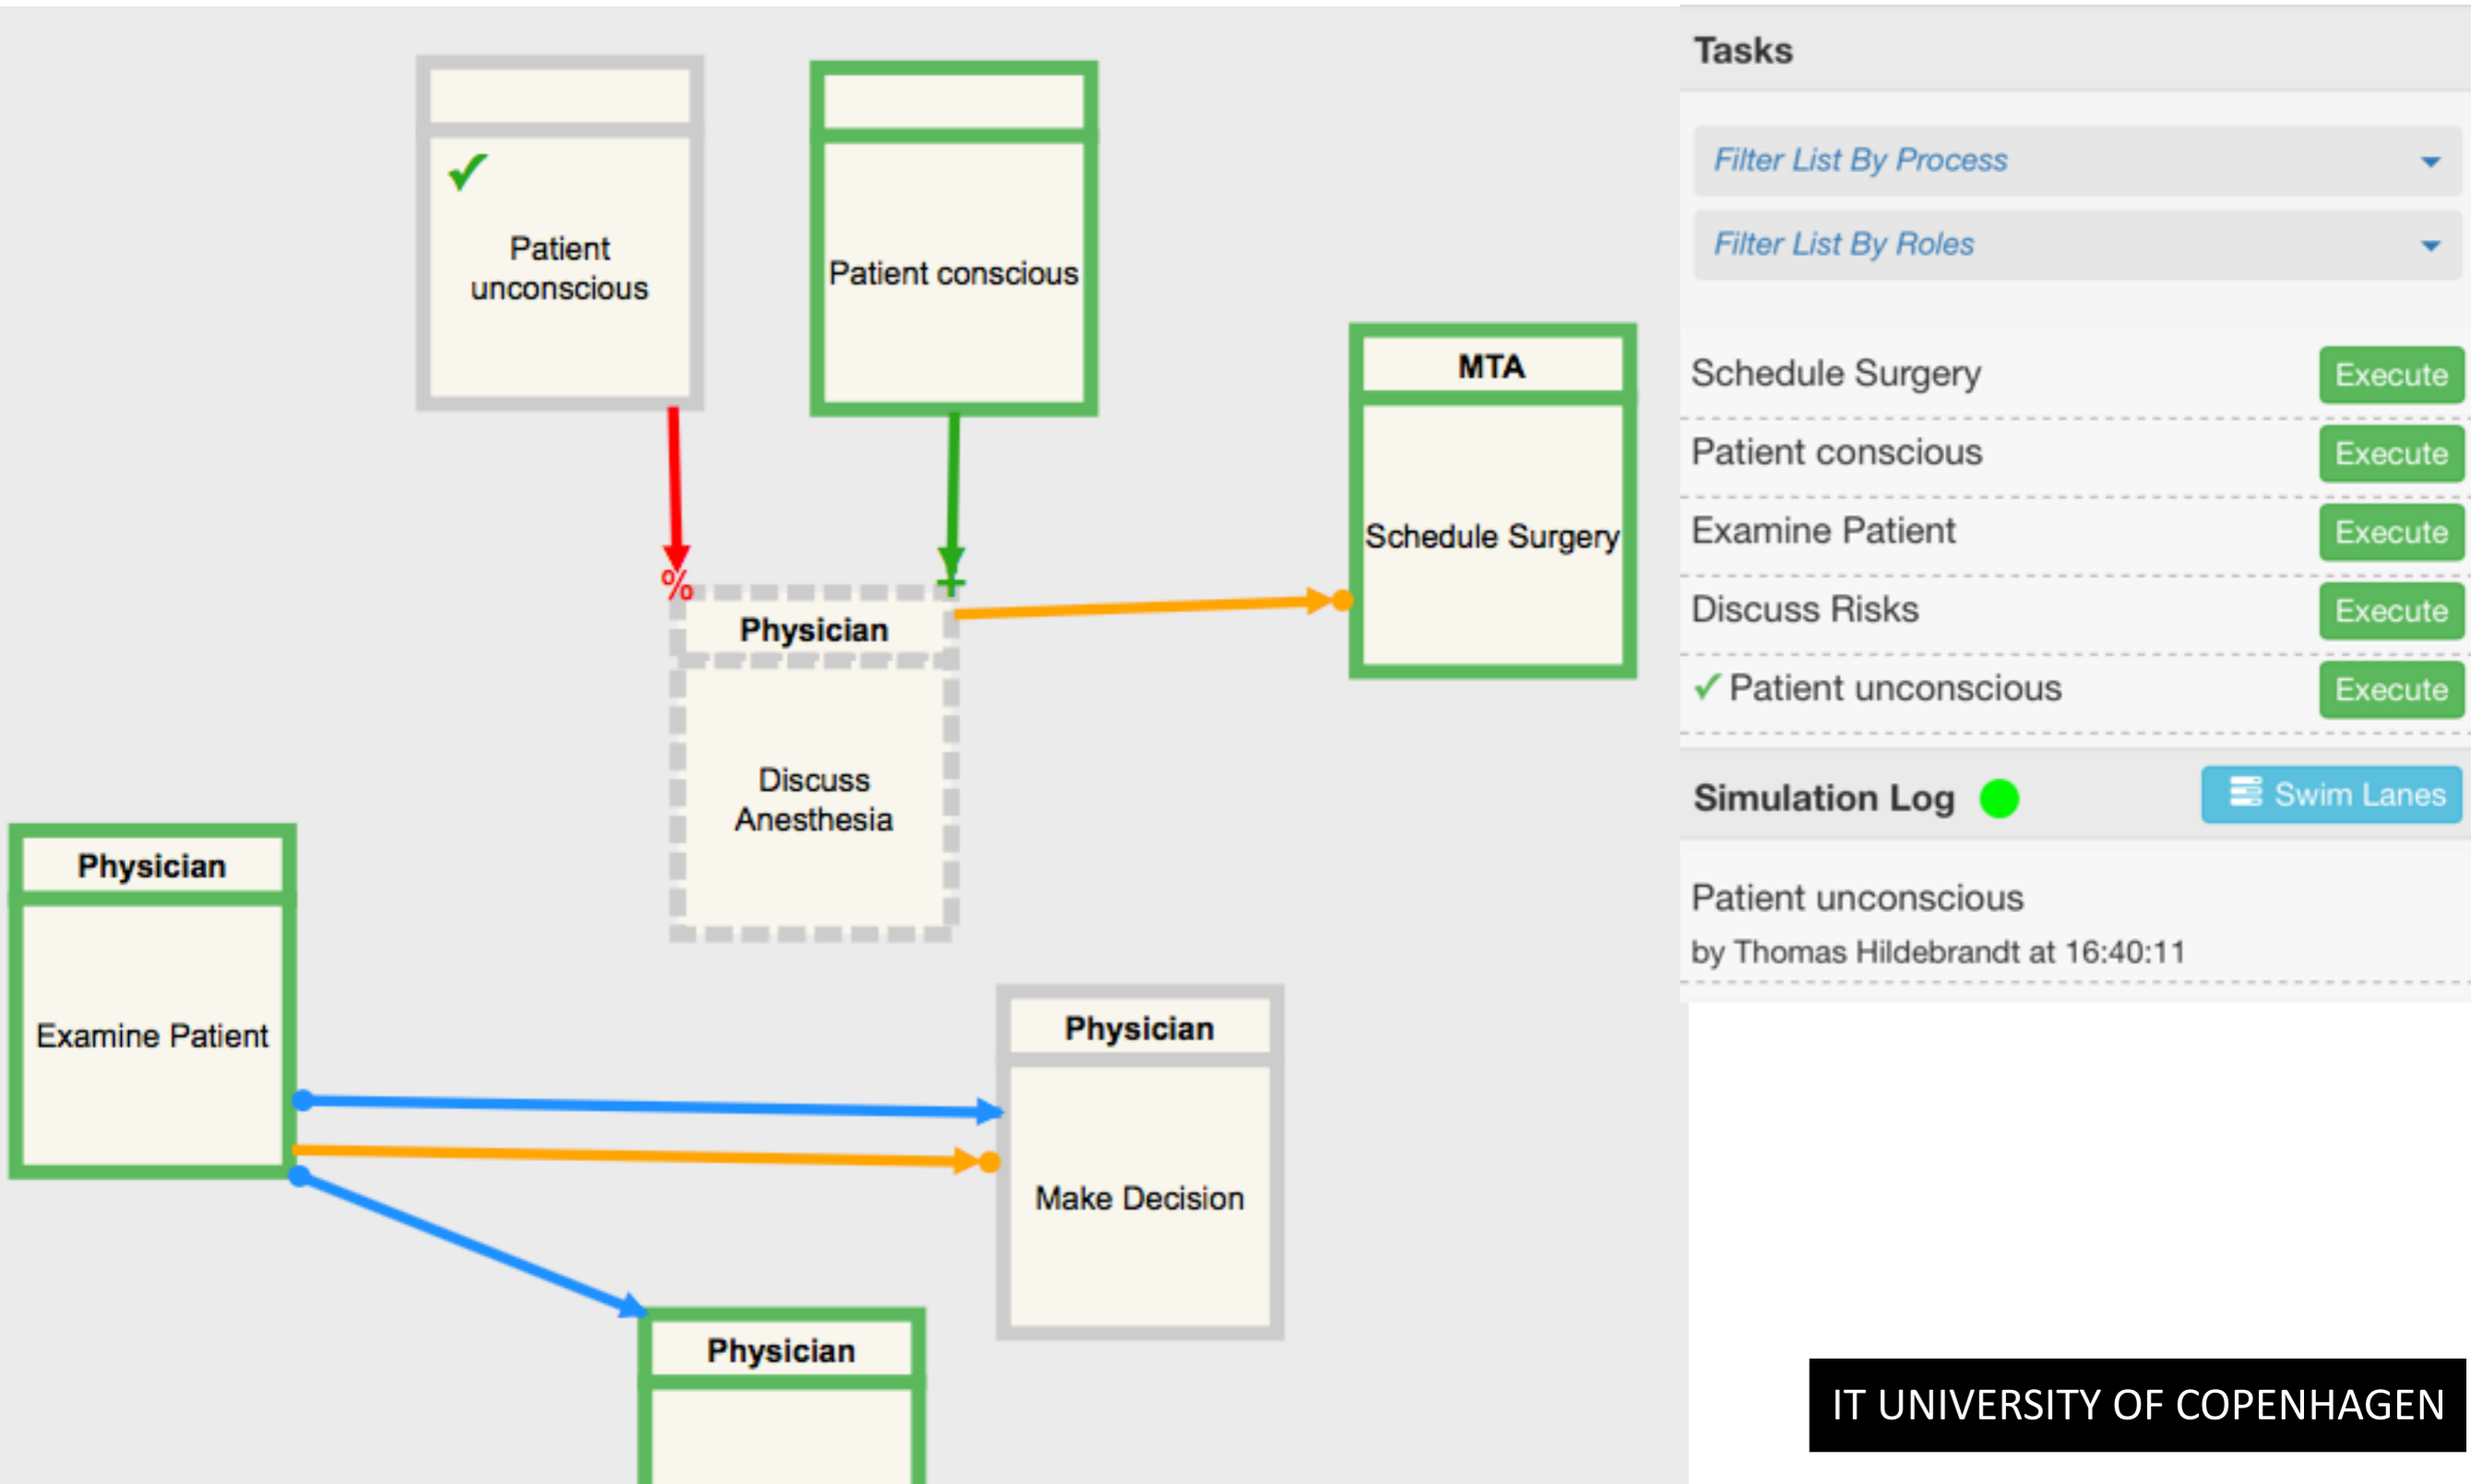 Patient
unconscious
Patient conscious
MTA
Schedule Surgery
%
+
Physician
Discuss
Anesthesia
Physician
Examine Patient
Physician
Make Decision
Physician
Tasks
Filter List By Process
Filter List By Roles
Schedule Surgery Execute
Patient conscious Execute
Examine Patient Execute
Discuss Risks Execute
✓ Patient unconscious Execute
Simulation Log Swim Lanes
Patient unconscious
by Thomas Hildebrandt at 16:40:11
IT UNIVERSITY OF COPENHAGEN